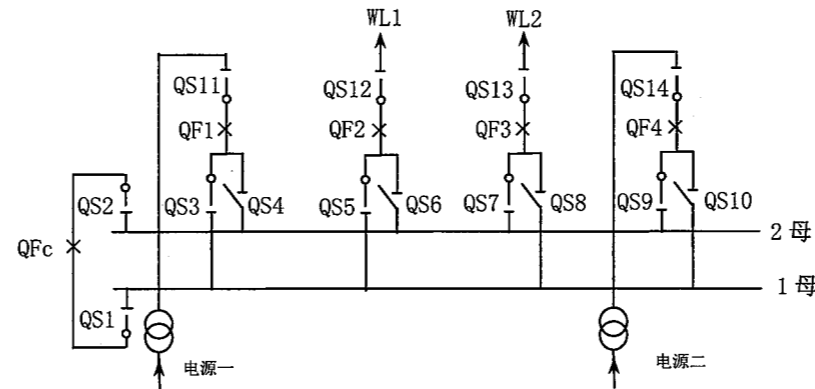 WL1 WL2
QS11 QS12 QS13 QS14
QF1 QF2 QF3 QF4
QS2 QS3 QS4 QS5 QS6 QS7 QS8 QS9 QS10
QFc 2母
1母
QS1
电源一 电源二